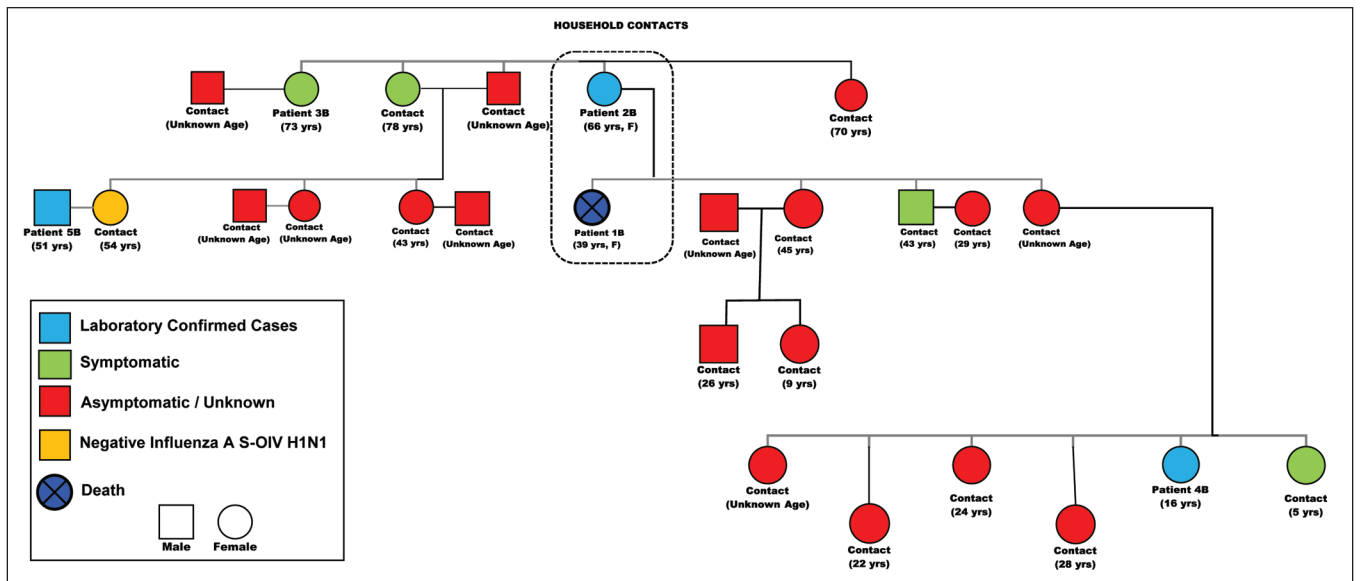 HOUSEHOLD CONTACTS
Contact
(Unknown Age)
Patient 3B
(73 yrs)
Contact
(78 yrs)
Contact
(Unknown Age)
Patient 2B
(66 yrs, F)
Contact
(70 yrs)
Patient 5B
(51 yrs)
Contact
(54 yrs)
Contact
(Unknown Age)
Contact
(Unknown Age)
Contact
(43 yrs)
Contact
(Unknown Age)
Patient 1B
(39 yrs, F)
Contact
(Unknown Age)
Contact
(45 yrs)
Contact
(43 yrs)
Contact
(29 yrs)
Contact
(Unknown Age)
Contact
(26 yrs)
Contact
(9 yrs)
Contact
(Unknown Age)
Contact
(22 yrs)
Contact
(24 yrs)
Contact
(28 yrs)
Patient 4B
(16 yrs)
Contact
(5 yrs)
Laboratory Confirmed Cases
Symptomatic
Asymptomatic / Unknown
Negative Influenza A S-OIV H1N1
Death
Male
Female